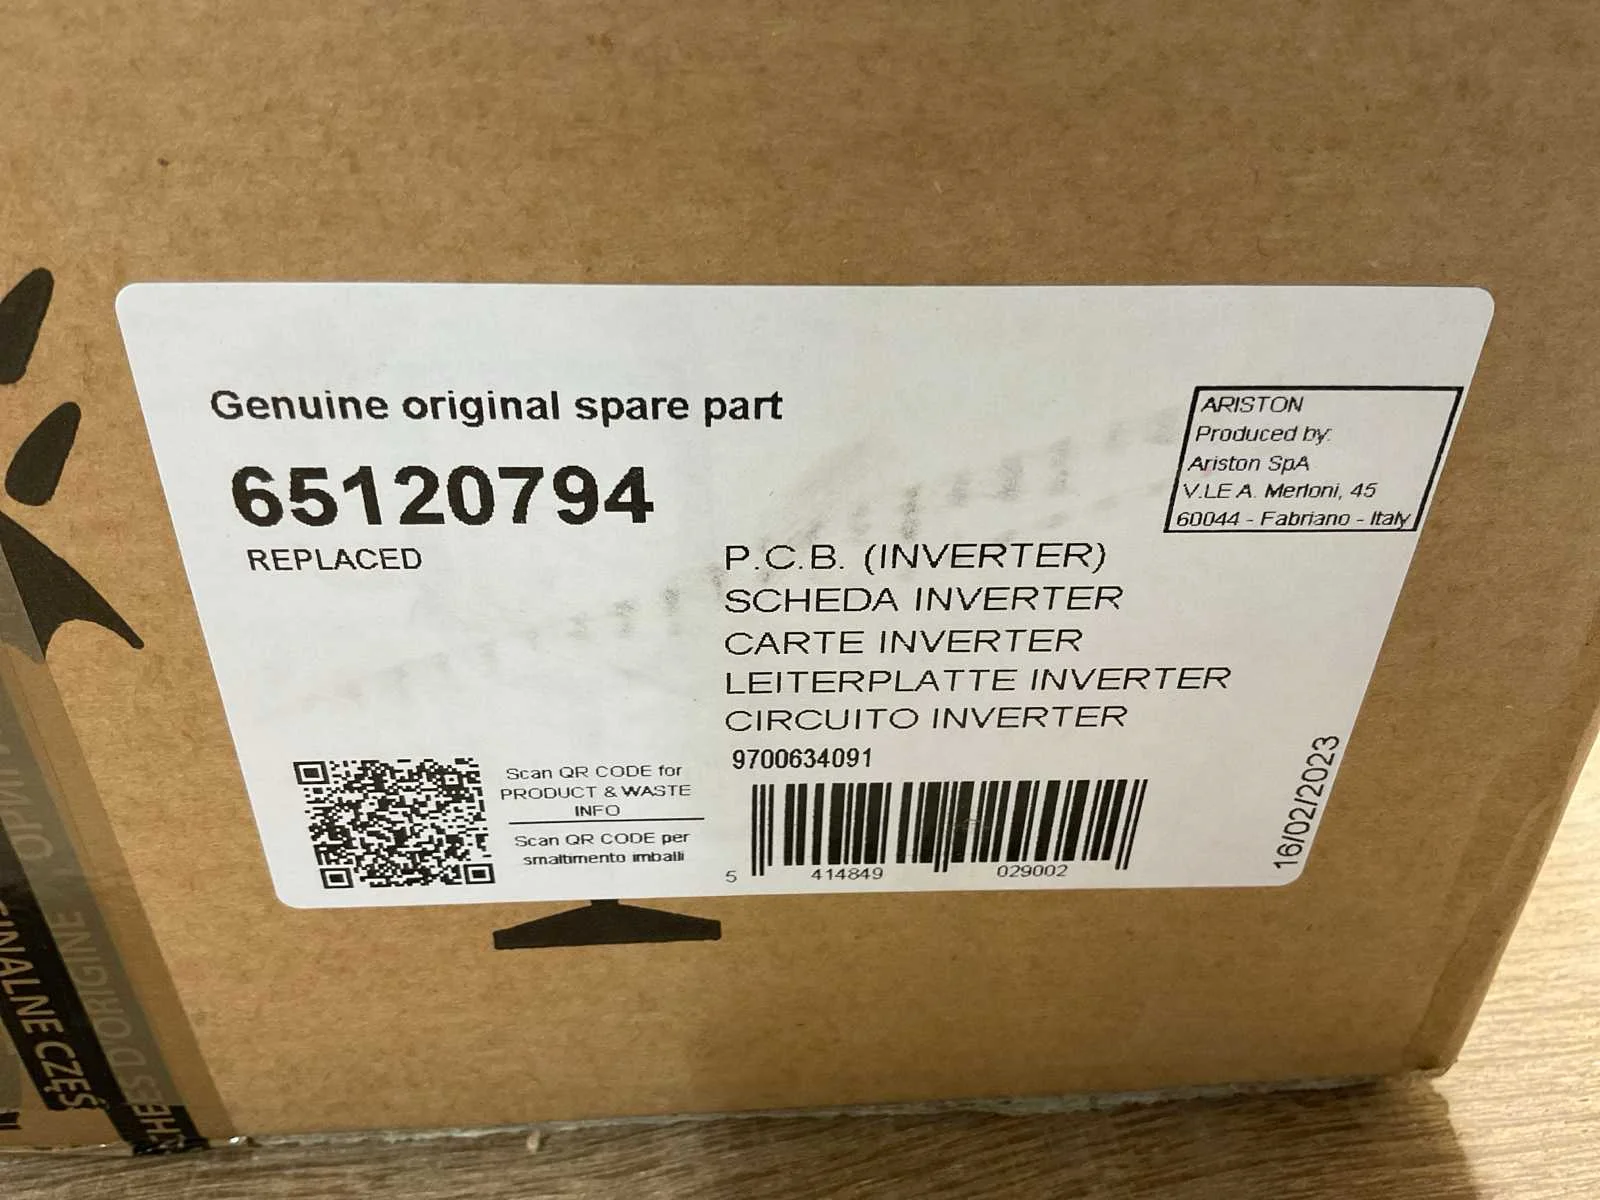 Genuine original spare part
65120794
REPLACED
ARISTON
Produced by:
Ariston SpA
V.LE A. Merloni, 45
60044 - Fabriano - Italy
P.C.B. (INVERTER)
SCHEDA INVERTER
CARTE INVERTER
LEITERPLATTE INVERTER
CIRCUITO INVERTER
9700634091
Scan QR CODE for
PRODUCT & WASTE
INFO
Scan QR CODE per
smaltimento imballi
5 414849 029002
16/02/2023
CZĘŚ
D'ORIGINE